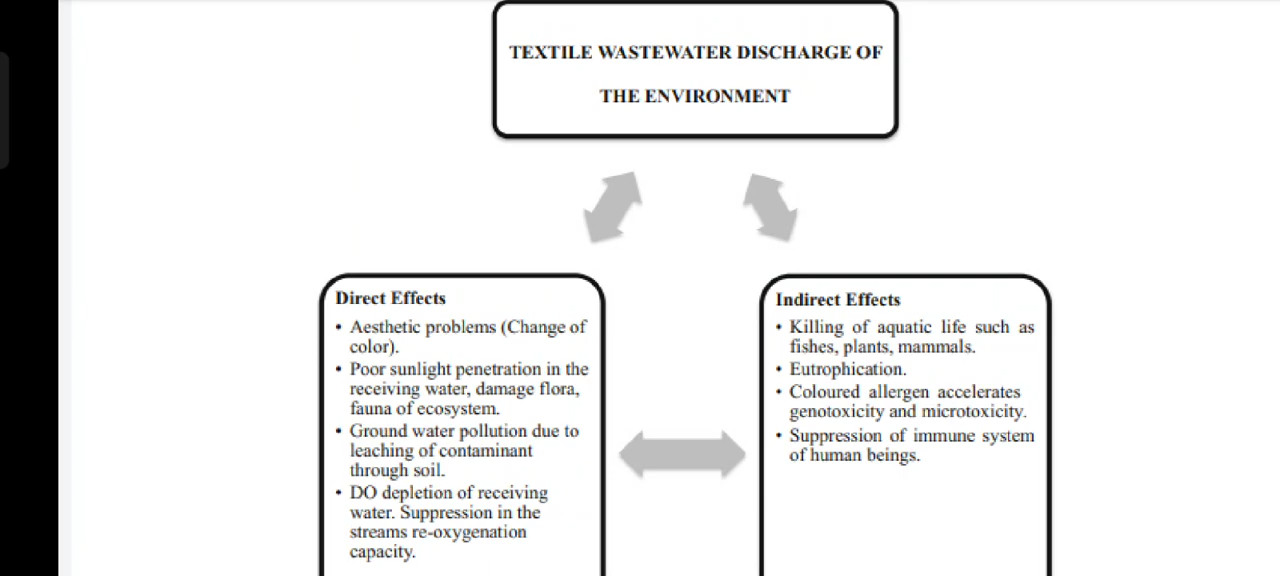 TEXTILE WASTEWATER DISCHARGE OF
THE ENVIRONMENT
Direct Effects
• Aesthetic problems (Change of
color).
• Poor sunlight penetration in the
receiving water, damage flora,
fauna of ecosystem.
• Ground water pollution due to
leaching of contaminant
through soil.
• DO depletion of receiving
water. Suppression in the
streams re-oxygenation
capacity.
Indirect Effects
• Killing of aquatic life such as
fishes, plants, mammals.
• Eutrophication.
• Coloured allergen accelerates
genotoxicity and microtoxicity.
• Suppression of immune system
of human beings.